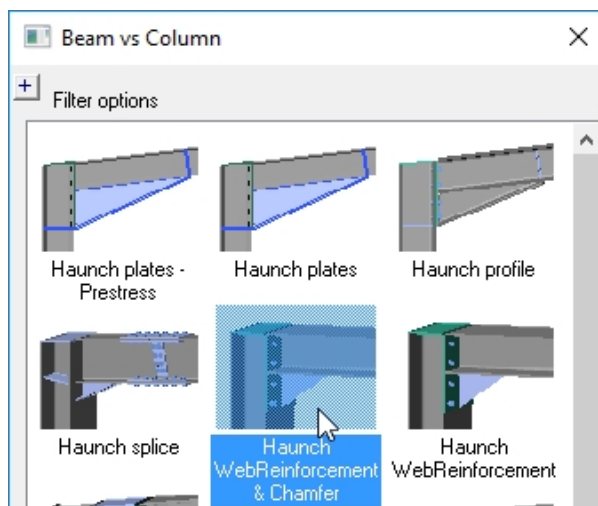 Beam vs Column
+
Filter options
Haunch plates -
Prestress
Haunch plates
Haunch profile
Haunch splice
Haunch
WebReinforcement
& Chamfer
Haunch
WebReinforcement